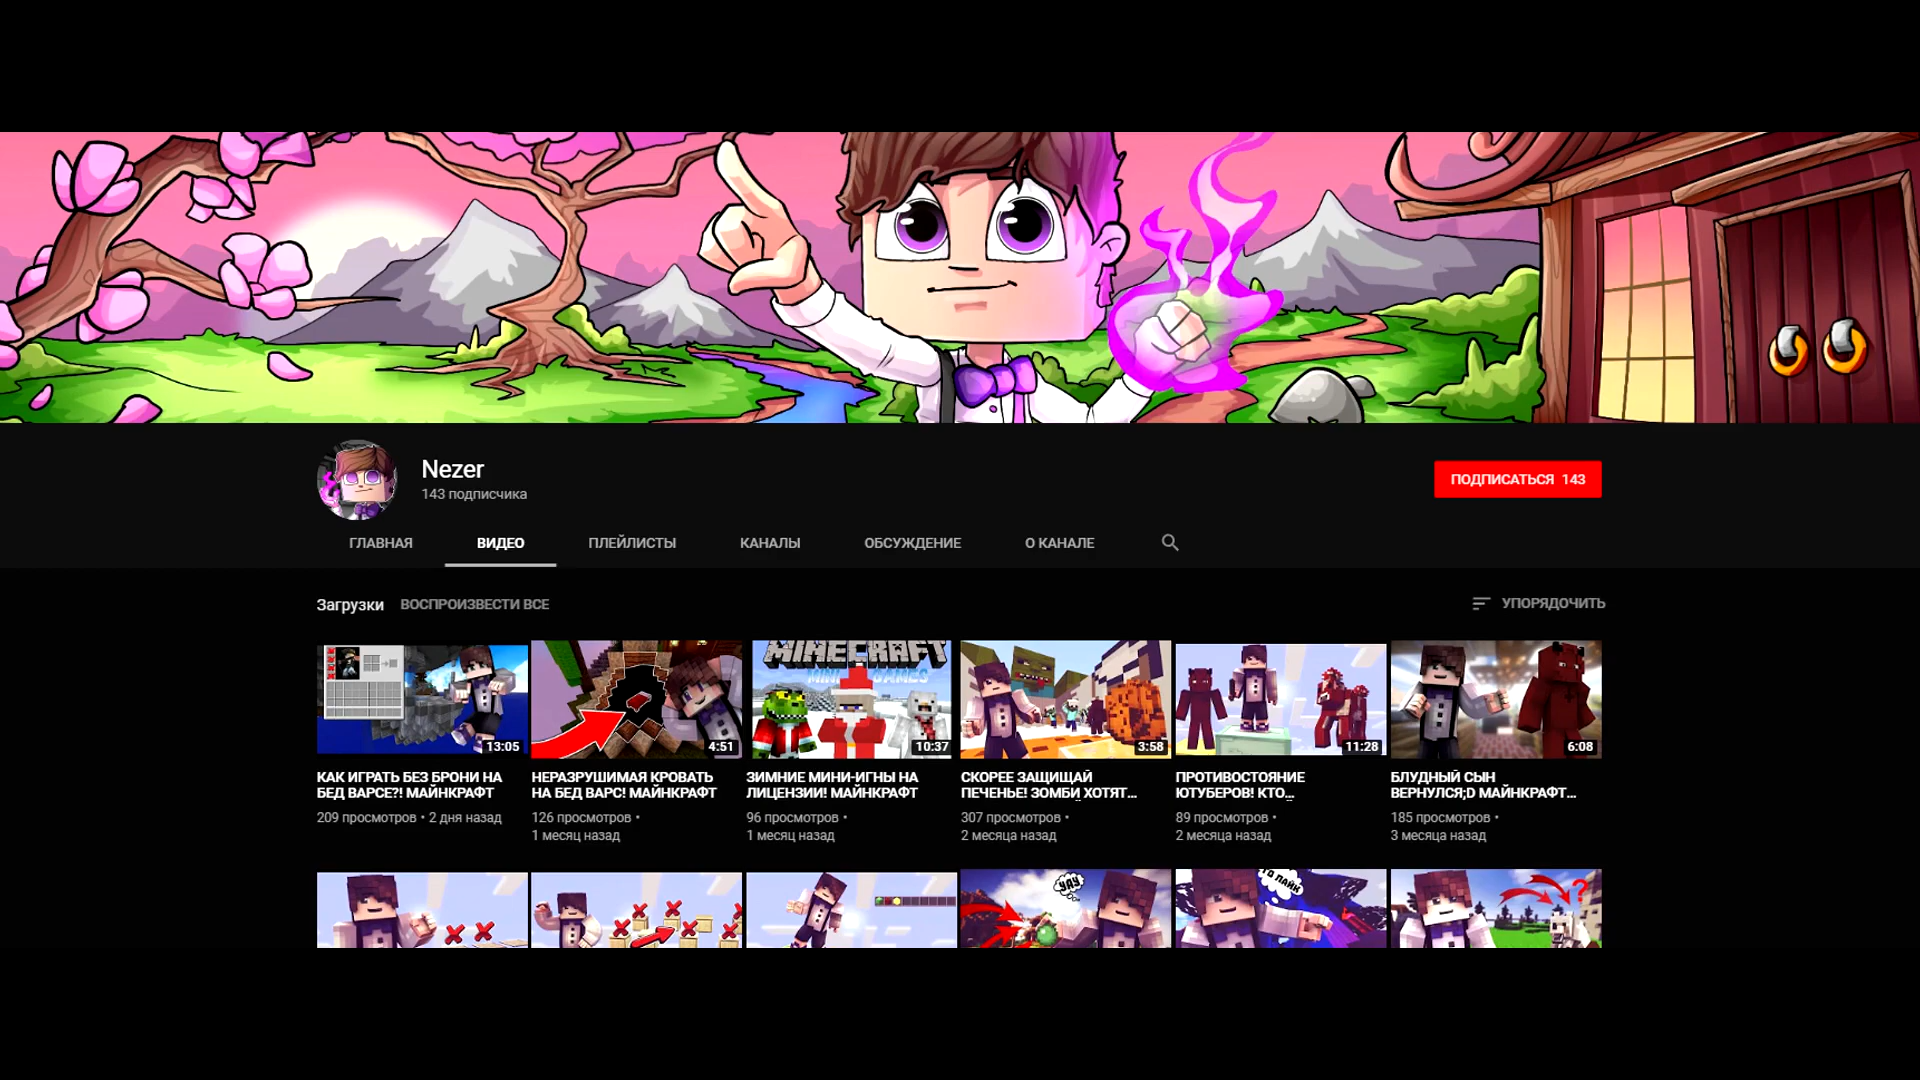 Nezer
143 подписчика
ПОДПИСАТЬСЯ 143
ГЛАВНАЯ
ВИДЕО
ПЛЕЙЛИСТЫ
КАНАЛЫ
ОБСУЖДЕНИЕ
О КАНАЛЕ
Загрузки
ВОСПРОИЗВЕСТИ ВСЕ
УПОРЯДОЧИТЬ
13:05
КАК ИГРАТЬ БЕЗ БРОНИ НА
БЕД ВАРСЕ?! МАЙНКРАФТ
209 просмотров • 2 дня назад
4:51
НЕРАЗРУШИМАЯ КРОВАТЬ
НА БЕД ВАРС! МАЙНКРАФТ
126 просмотров •
1 месяц назад
MINECRAFT
MINI GAMES
10:37
ЗИМНИЕ МИНИ-ИГНЫ НА
ЛИЦЕНЗИИ! МАЙНКРАФТ
96 просмотров •
1 месяц назад
3:58
СКОРЕЕ ЗАЩИЩАЙ
ПЕЧЕНЬЕ! ЗОМБИ ХОТЯТ...
307 просмотров •
2 месяца назад
11:28
ПРОТИВОСТОЯНИЕ
ЮТУБЕРОВ! КТО...
89 просмотров •
2 месяца назад
6:08
БЛУДНЫЙ СЫН
ВЕРНУЛСЯ;D МАЙНКРАФТ...
185 просмотров •
3 месяца назад
УАУ
ЛАЙК
?